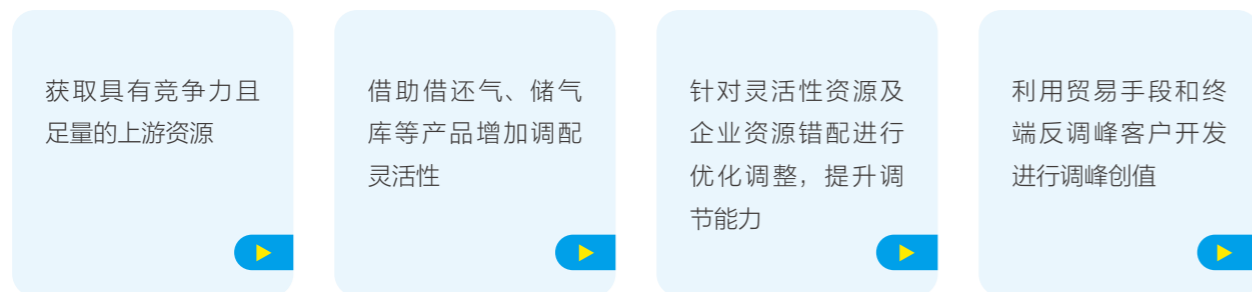 获取具有竞争力且
足量的上游资源
借助借还气、储气
库等产品增加调配
灵活性
针对灵活性资源及
企业资源错配进行
优化调整，提升调
节能力
利用贸易手段和终
端反调峰客户开发
进行调峰创值